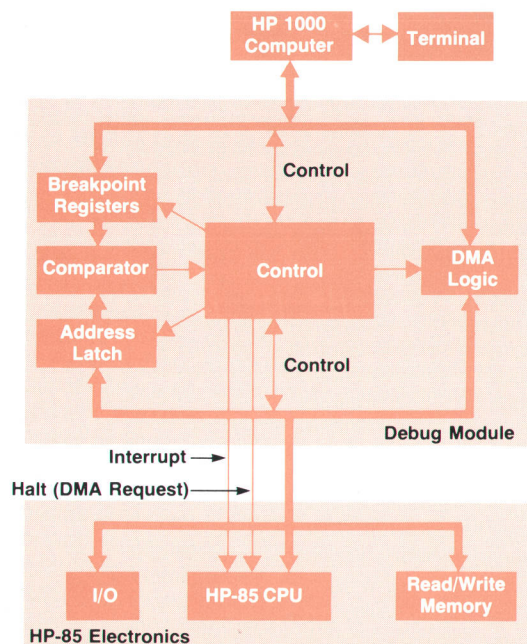 HP 1000
Computer
Terminal
Control
Breakpoint
Registers
Comparator
Control
DMA
Logic
Address
Latch
Control
Debug Module
Interrupt
Halt (DMA Request)
I/O
HP-85 CPU
Read/Write
Memory
HP-85 Electronics